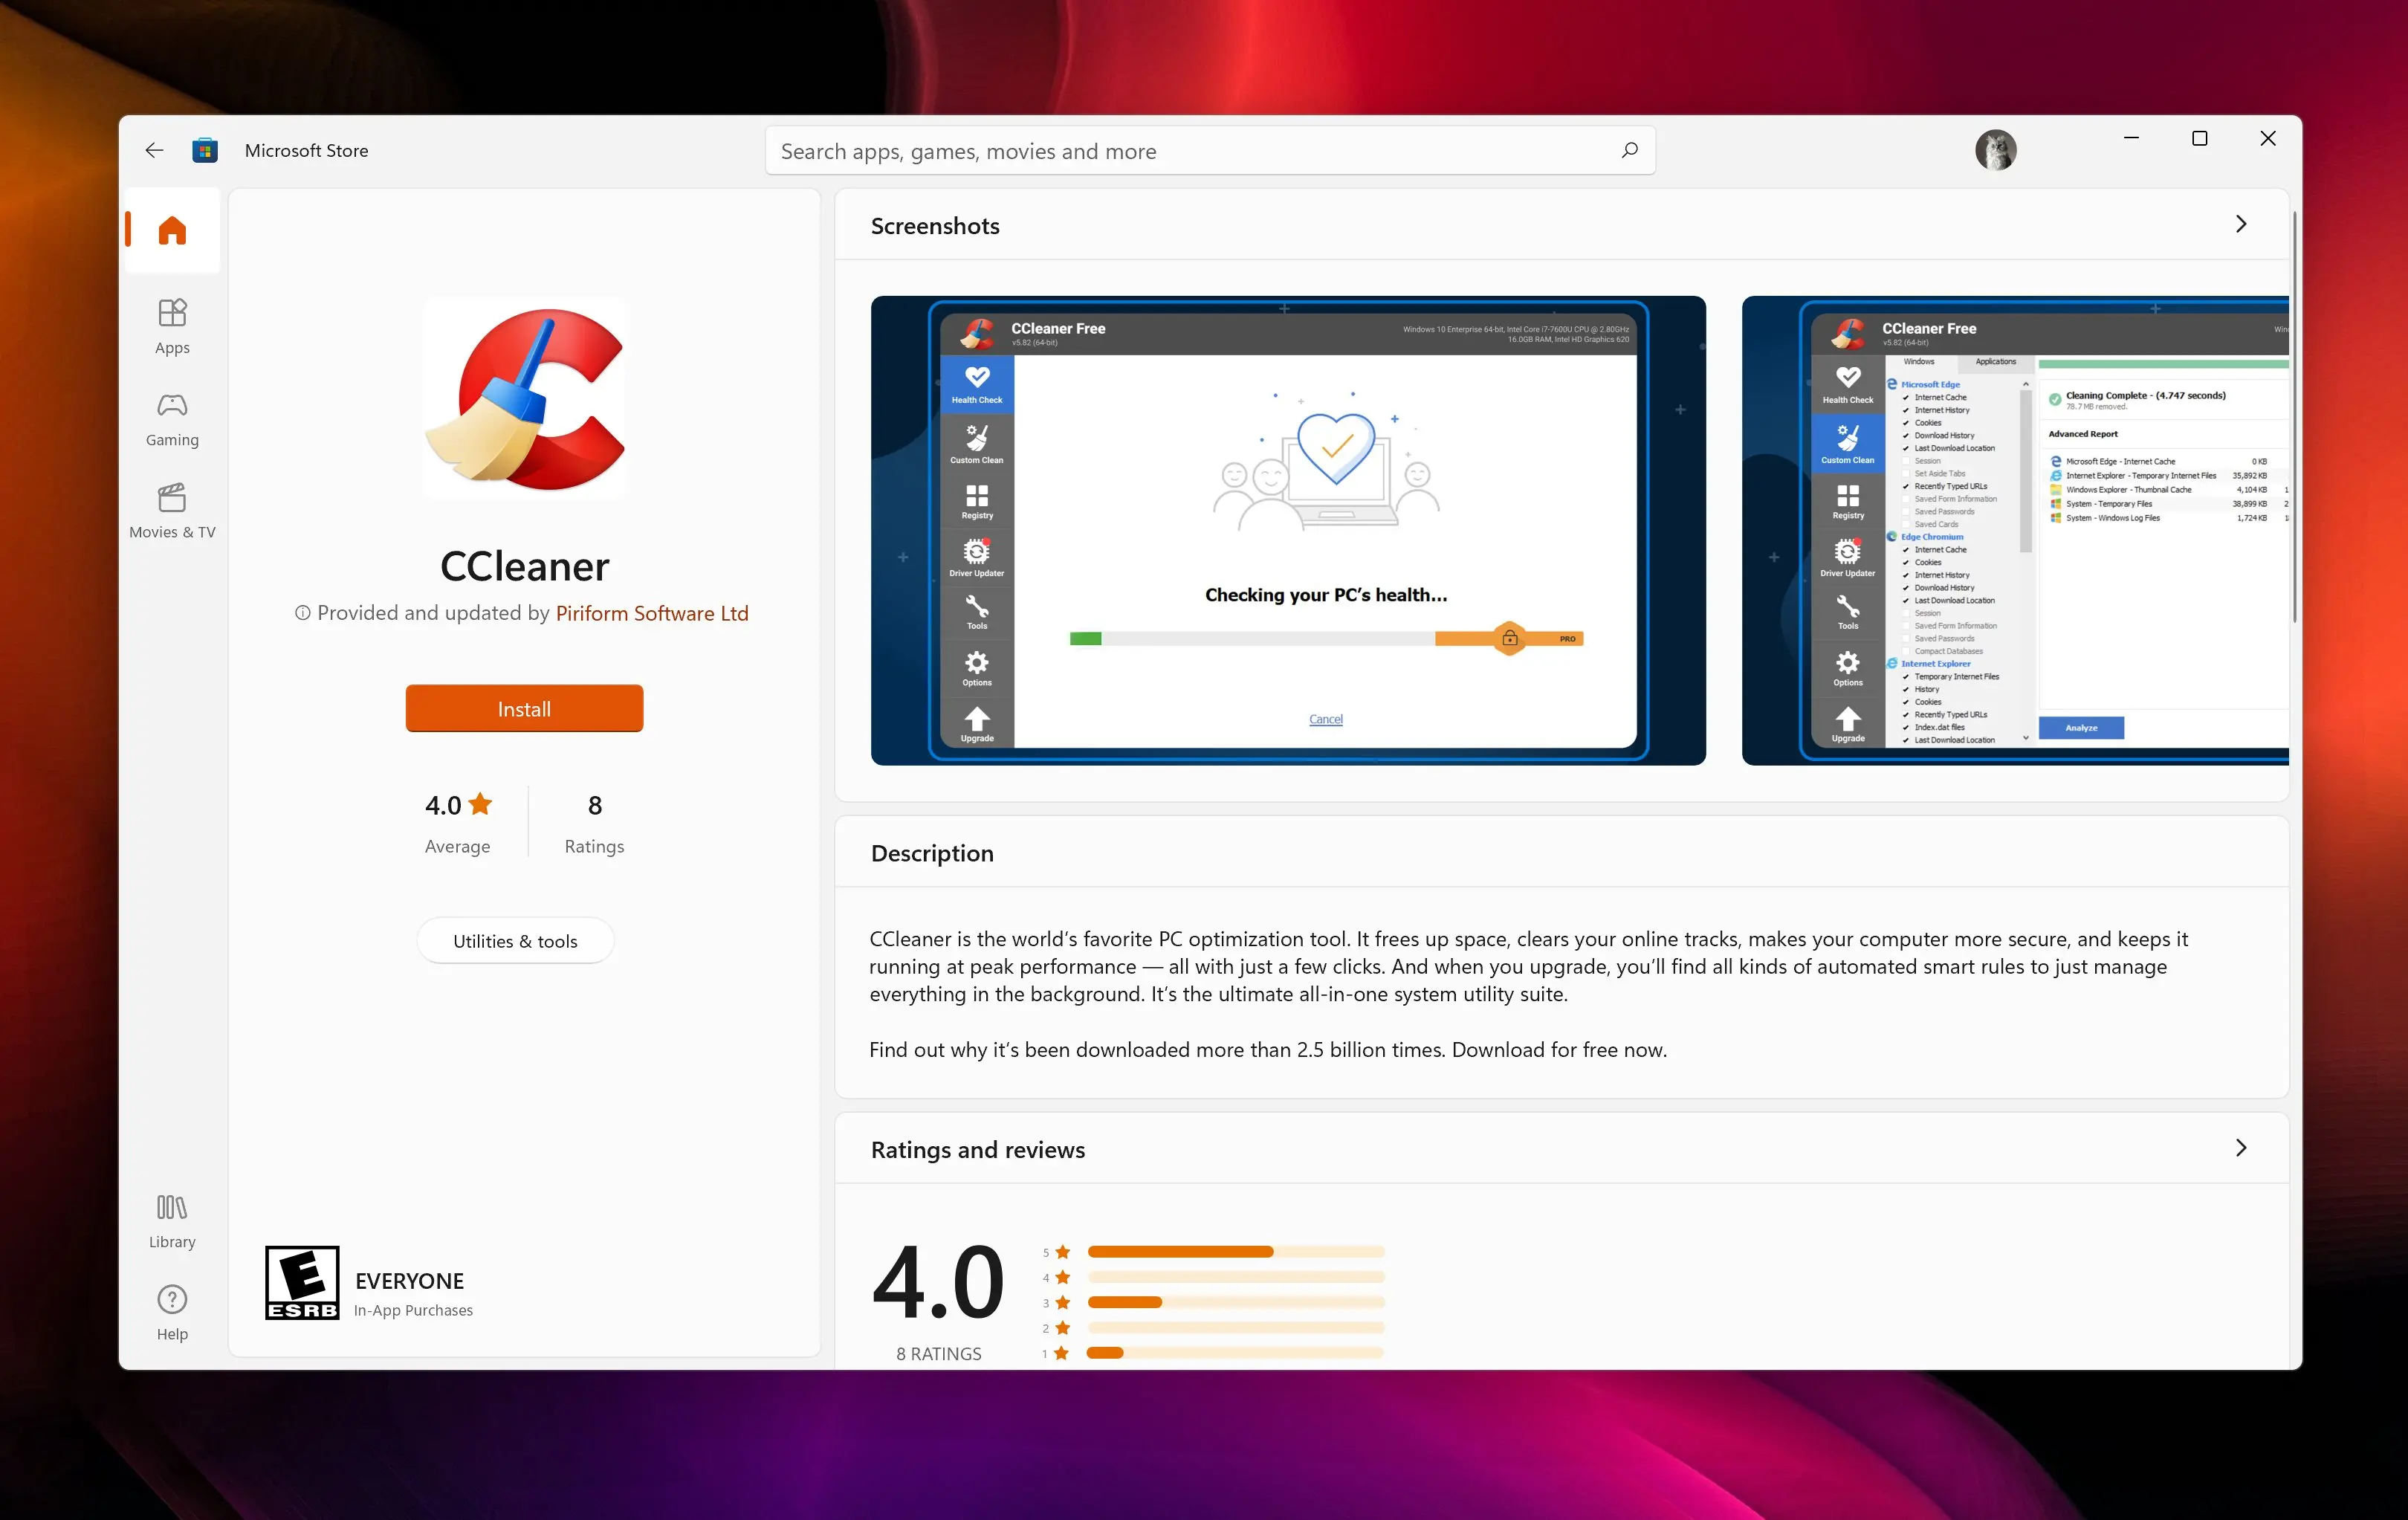 Microsoft Store
Search apps, games, movies and more
Apps
Gaming
Movies & TV
Library
Help
CCleaner
Provided and updated by Piriform Software Ltd
Install
4.0
Average
8
Ratings
Utilities & tools
E
ESRB
EVERYONE
In-App Purchases
Screenshots
CCleaner Free
v5.82 (64-bit)
Windows 10 Enterprise 64-bit, Intel Core i7-7600U CPU @ 2.80GHz
16.0GB RAM, Intel HD Graphics 620
Health Check
Custom Clean
Registry
Driver Updater
Tools
Options
Upgrade
Checking your PC’s health...
PRO
Cancel
CCleaner Free
v5.82 (64-bit)
Health Check
Custom Clean
Registry
Driver Updater
Tools
Options
Upgrade
Windows
Applications
Microsoft Edge
Internet Cache
Internet History
Cookies
Download History
Last Download Location
Session
Set Aside Tabs
Recently Typed URLs
Saved Form Information
Saved Passwords
Saved Cards
Edge Chromium
Internet Cache
Cookies
Internet History
Download History
Last Download Location
Session
Saved Form Information
Saved Passwords
Compact Databases
Internet Explorer
Temporary Internet Files
History
Cookies
Recently Typed URLs
Index.dat files
Last Download Location
Cleaning Complete - (4.747 seconds)
78.7 MB removed.
Advanced Report
Microsoft Edge - Internet Cache 0 KB
Internet Explorer - Temporary Internet Files 35,892 KB
Windows Explorer - Thumbnail Cache 4,104 KB
System - Temporary Files 38,899 KB
System - Windows Log Files 1,724 KB
Analyze
Description
CCleaner is the world’s favorite PC optimization tool. It frees up space, clears your online tracks, makes your computer more secure, and keeps it
running at peak performance — all with just a few clicks. And when you upgrade, you’ll find all kinds of automated smart rules to just manage
everything in the background. It’s the ultimate all-in-one system utility suite.
Find out why it’s been downloaded more than 2.5 billion times. Download for free now.
Ratings and reviews
4.0
8 RATINGS
5
4
3
2
1